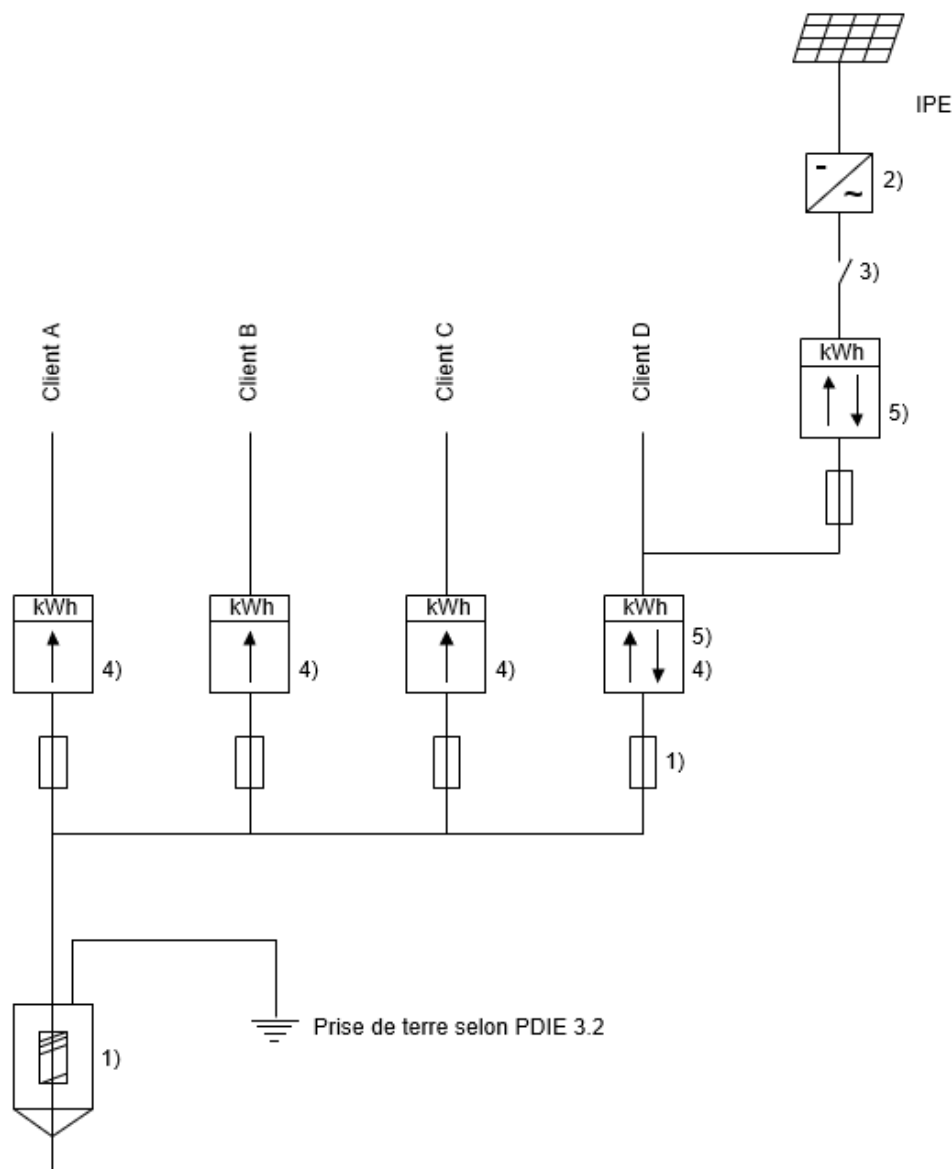 IPE
2)
3)
Client A
Client B
Client C
Client D
kWh
5)
kWh
kWh
kWh
kWh
5)
4)
4)
4)
4)
1)
Prise de terre selon PDIE 3.2
1)